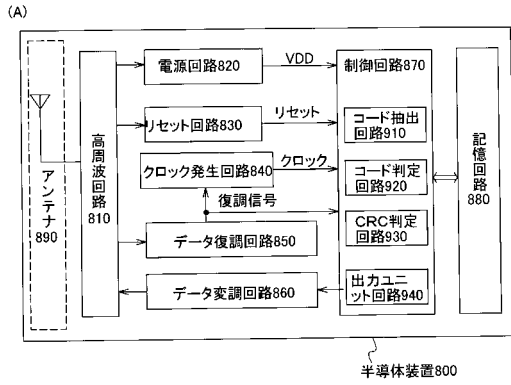 (A)
電源回路820
VDD
制御回路870
リセット回路830
リセット
コード抽出
回路910
クロック発生回路840
クロック
コード判定
回路920
復調信号
データ復調回路850
CRC判定
回路930
データ変調回路860
出力ユニ
ット回路940
アンテナ890
高周波回路810
記憶回路880
半導体装置800